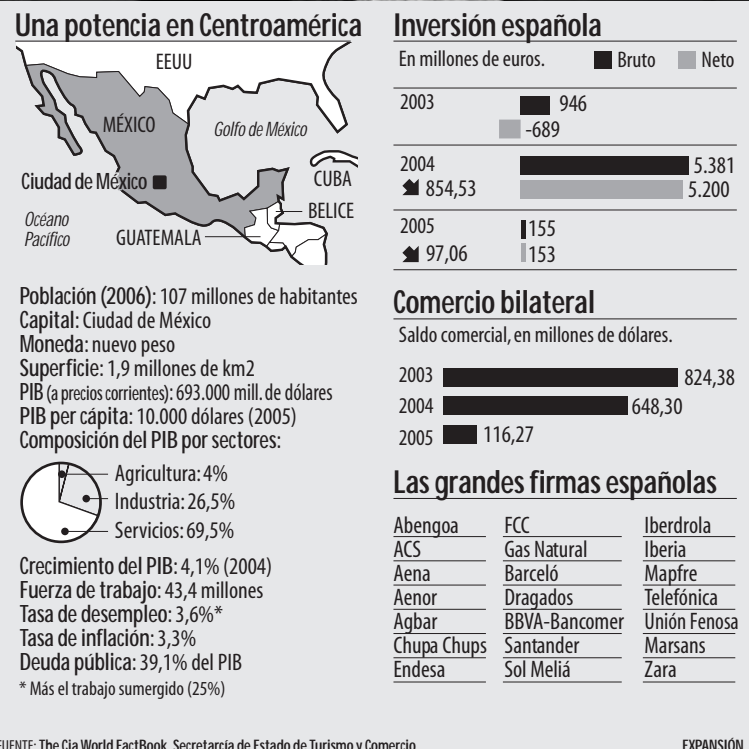 Una potencia en Centroamérica
EEUU
MÉXICO
Golfo de México
Ciudad de México
CUBA
Océano
Pacífico
BELICE
GUATEMALA
Población (2006): 107 millones de habitantes
Capital: Ciudad de México
Moneda: nuevo peso
Superficie: 1,9 millones de km2
PIB (a precios corrientes): 693.000 mill. de dólares
PIB per cápita: 10.000 dólares (2005)
Composición del PIB por sectores:
Agricultura: 4%
Industria: 26,5%
Servicios: 69,5%
Crecimiento del PIB: 4,1% (2004)
Fuerza de trabajo: 43,4 millones
Tasa de desempleo: 3,6%*
Tasa de inflación: 3,3%
Deuda pública: 39,1% del PIB
* Más el trabajo sumergido (25%)
Inversión española
En millones de euros. Bruto Neto
2003 946
-689
2004 5.381
854,53 5.200
2005 155
97,06 153
Comercio bilateral
Saldo comercial, en millones de dólares.
2003 824,38
2004 648,30
2005 116,27
Las grandes firmas españolas
Abengoa FCC Iberdrola
ACS Gas Natural Iberia
Aena Barceló Mapfre
Aenor Dragados Telefónica
Agbar BBVA-Bancomer Unión Fenosa
Chupa Chups Santander Marsans
Endesa Sol Meliá Zara
FUENTE: The Cia World FactBook, Secretarcía de Estado de Turismo y Comercio EXPANSIÓN